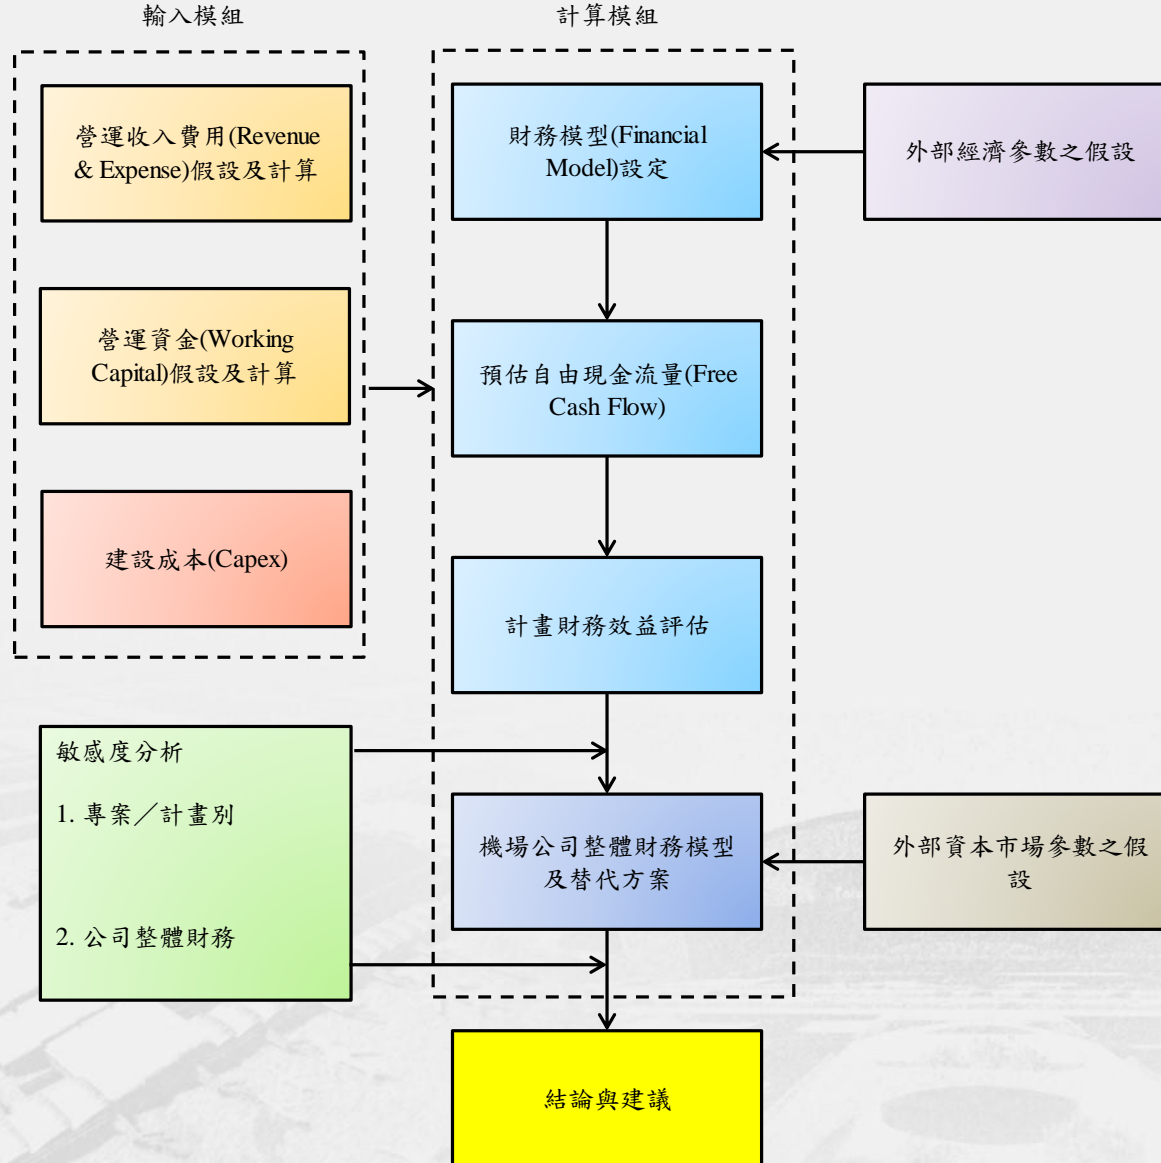 輸入模組
計算模組
營運收入費用(Revenue
& Expense)假設及計算
財務模型(Financial
Model)設定
外部經濟參數之假設
營運資金(Working
Capital)假設及計算
預估自由現金流量(Free
Cash Flow)
建設成本(Capex)
計畫財務效益評估
敏感度分析
1. 專案／計畫別
2. 公司整體財務
機場公司整體財務模型
及替代方案
外部資本市場參數之假
設
結論與建議